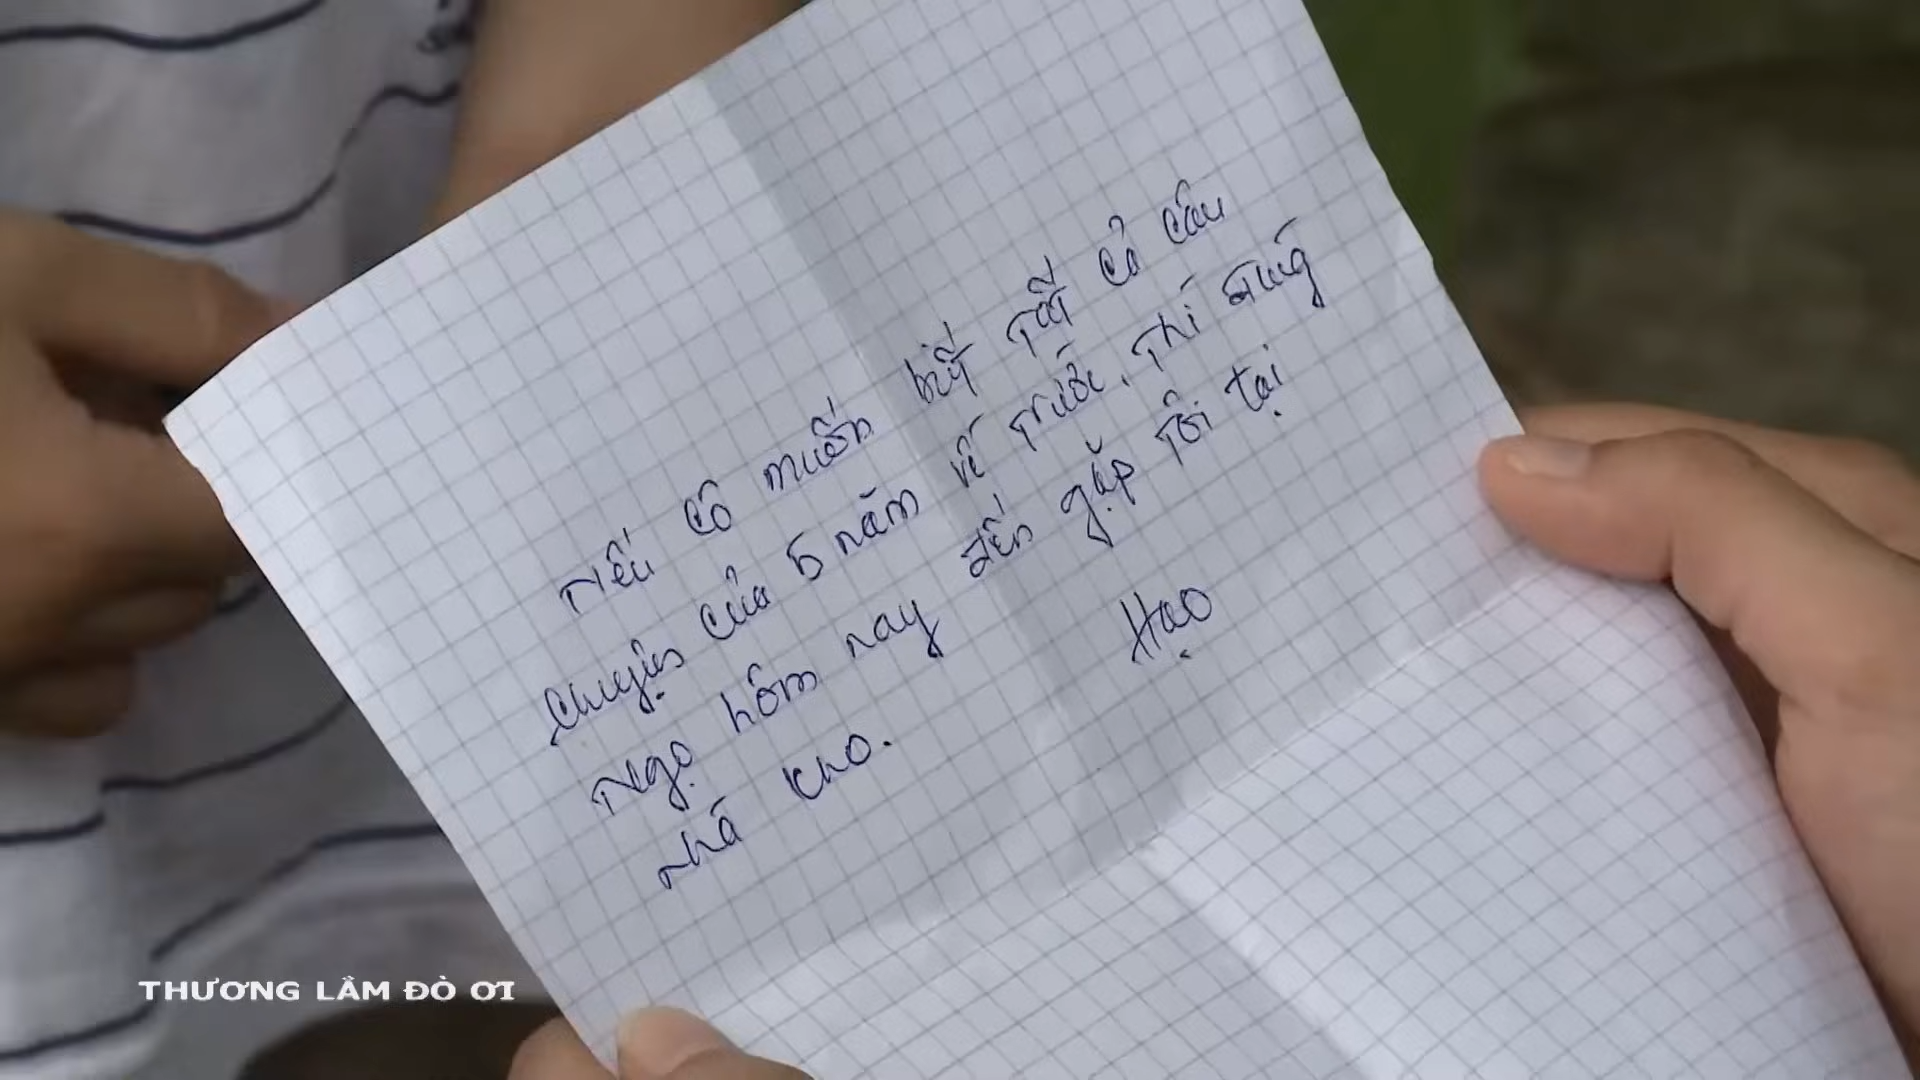 Nếu cô muốn biết tất cả câu
chuyện của 5 năm về trước, thì đúng
Ngọ hôm nay đến gặp tôi tại
nhà kho.
Hạo
THƯƠNG LẮM ĐÒ ƠI